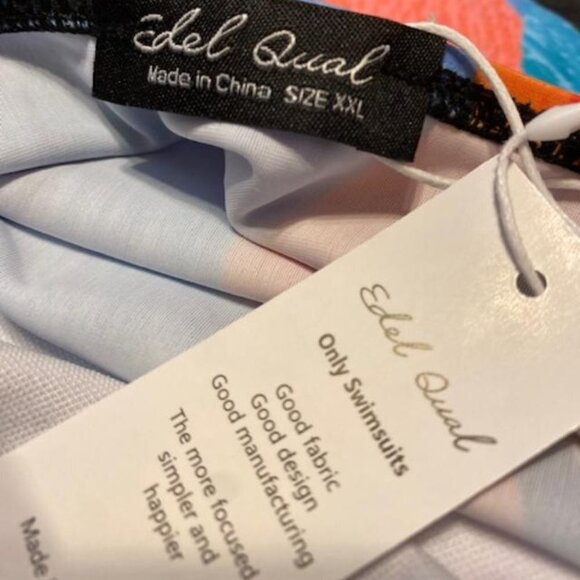 Edel Qual
Made in China SIZE XXL
Edel Qual
Only Swimsuits
Good fabric
Good design
Good manufacturing
The more focused
simpler and
happier
Made